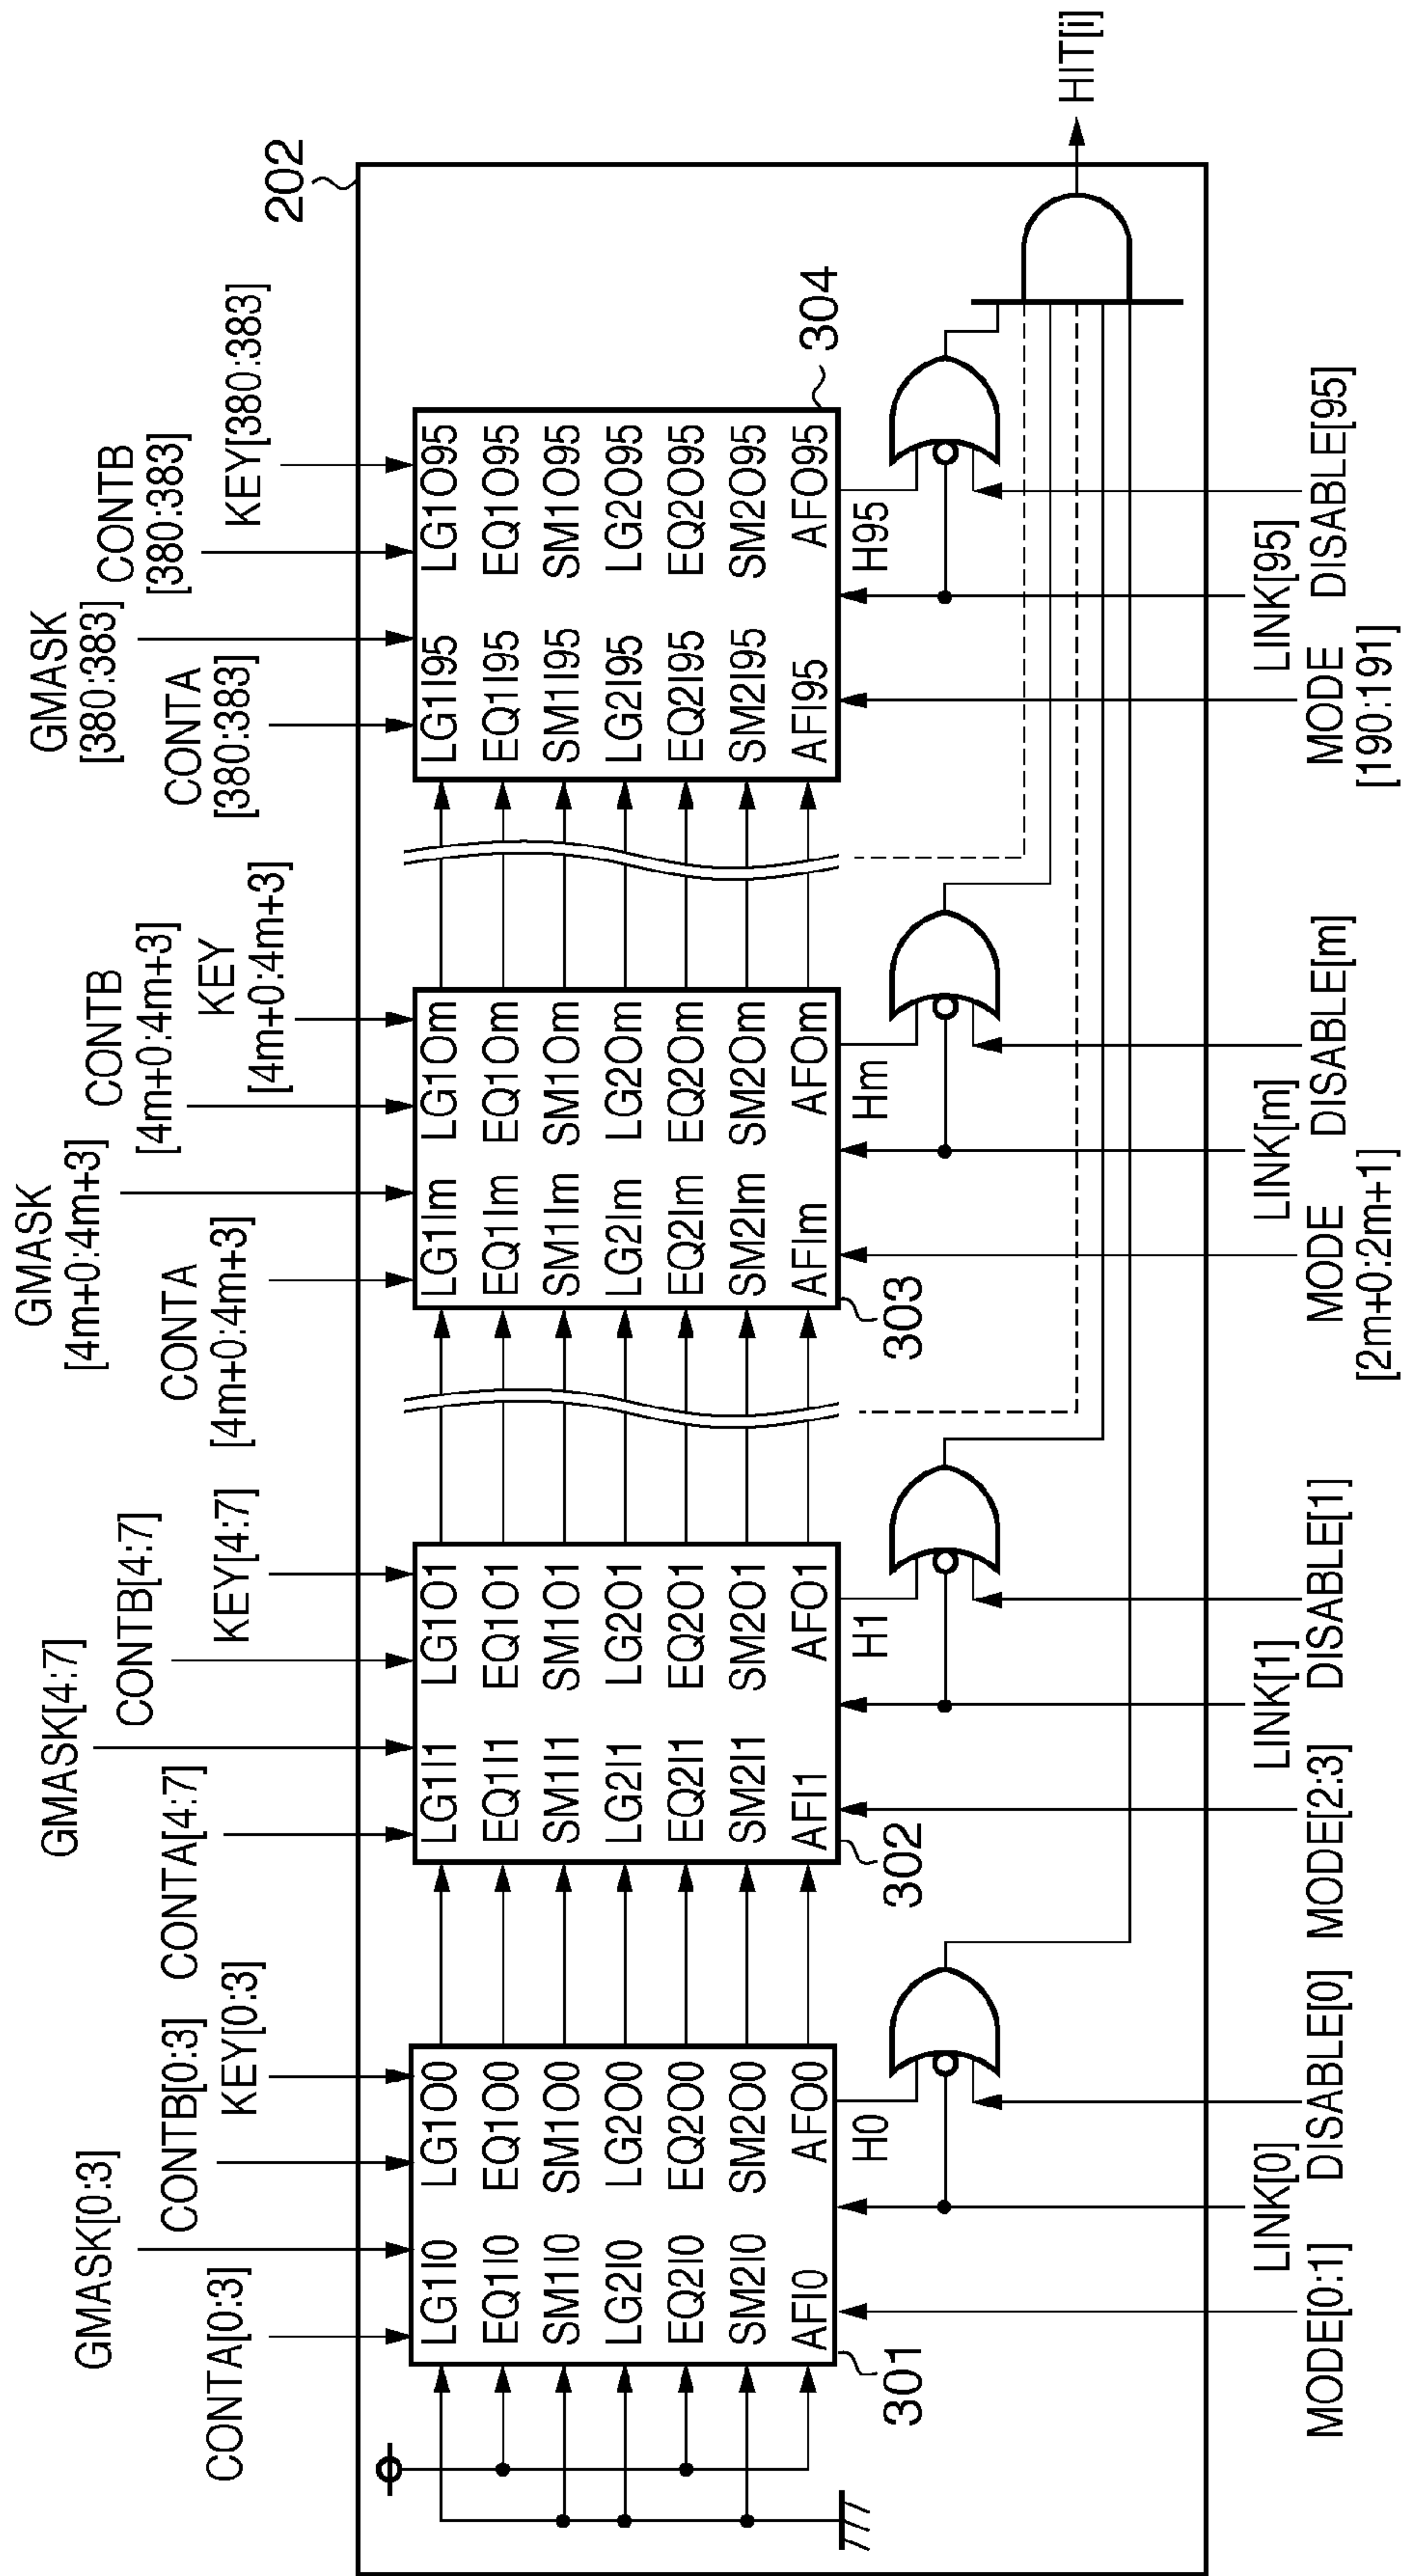 202
HIT[i]
GMASK[0:3]
CONTA[0:3]
CONTB[0:3]
KEY[0:3]
LG1I0 LG1O0
EQ1I0 EQ1O0
SM1I0 SM1O0
LG2I0 LG2O0
EQ2I0 EQ2O0
SM2I0 SM2O0
AFI0 AFO0
301
H0
MODE[0:1]
LINK[0]
DISABLE[0]
GMASK[4:7]
CONTA[4:7]
CONTB[4:7]
KEY[4:7]
LG1I1 LG1O1
EQ1I1 EQ1O1
SM1I1 SM1O1
LG2I1 LG2O1
EQ2I1 EQ2O1
SM2I1 SM2O1
AFI1 AFO1
302
H1
MODE[2:3]
LINK[1]
DISABLE[1]
GMASK
[4m+0:4m+3]
CONTA
[4m+0:4m+3]
CONTB
[4m+0:4m+3]
KEY
[4m+0:4m+3]
LG1Im LG1Om
EQ1Im EQ1Om
SM1Im SM1Om
LG2Im LG2Om
EQ2Im EQ2Om
SM2Im SM2Om
AFIm AFOm
303
Hm
MODE
[2m+0:2m+1]
LINK[m]
DISABLE[m]
GMASK
[380:383]
CONTA
[380:383]
CONTB
[380:383]
KEY[380:383]
LG1I95 LG1O95
EQ1I95 EQ1O95
SM1I95 SM1O95
LG2I95 LG2O95
EQ2I95 EQ2O95
SM2I95 SM2O95
AFI95 AFO95
304
H95
MODE
[190:191]
LINK[95]
DISABLE[95]